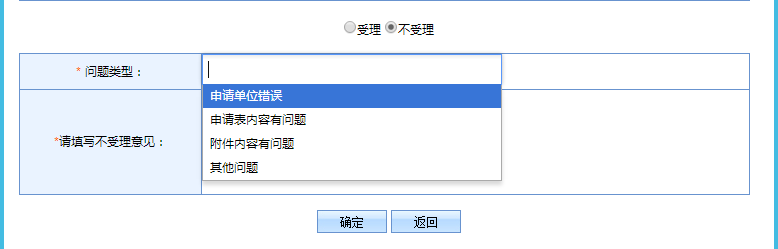 受理 不受理
* 问题类型：
申请单位错误
申请表内容有问题
*请填写不受理意见：
附件内容有问题
其他问题
确定 返回